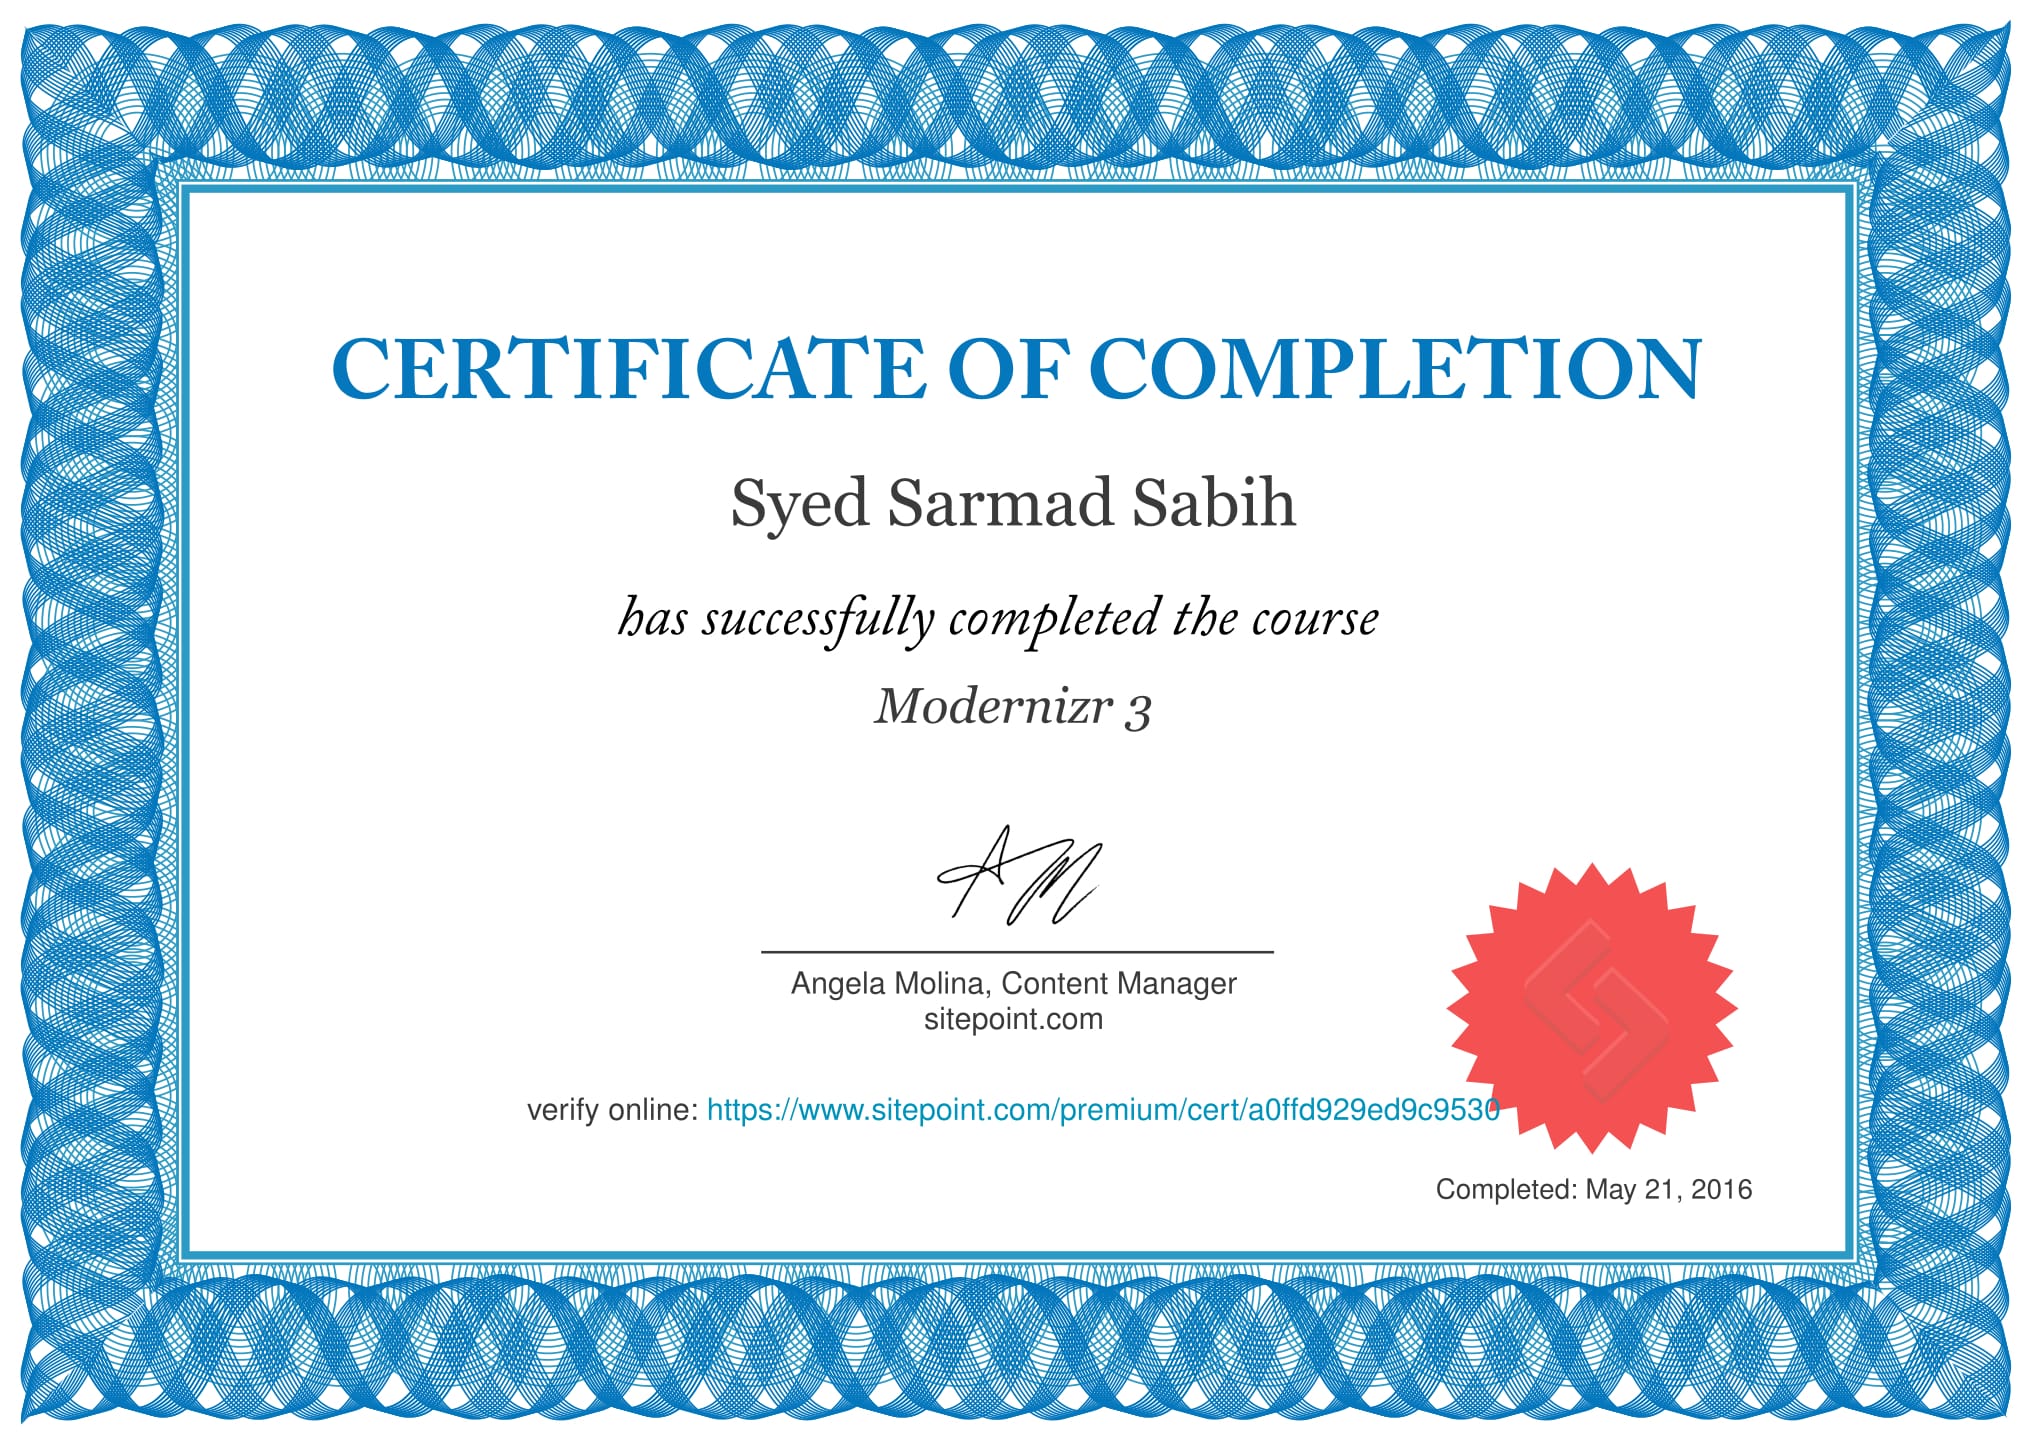 CERTIFICATE OF COMPLETION
Syed Sarmad Sabih
has successfully completed the course
Modernizr 3
AM
Angela Molina, Content Manager
sitepoint.com
verify online: https://www.sitepoint.com/premium/cert/a0ffd929ed9c9530
Completed: May 21, 2016